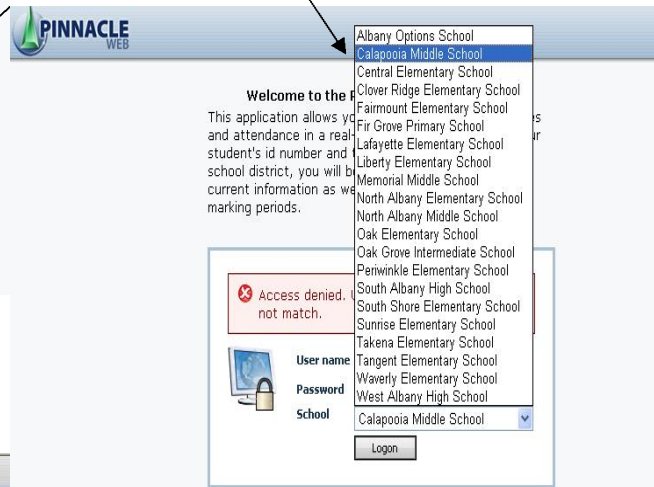 PINNACLE
WEB
Albany Options School
Calapooia Middle School
Central Elementary School
Clover Ridge Elementary School
Fairmount Elementary School
Fir Grove Primary School
Lafayette Elementary School
Liberty Elementary School
Memorial Middle School
North Albany Elementary School
North Albany Middle School
Oak Elementary School
Oak Grove Intermediate School
Periwinkle Elementary School
South Albany High School
South Shore Elementary School
Sunrise Elementary School
Takena Elementary School
Tangent Elementary School
Waverly Elementary School
West Albany High School
Welcome to the
This application allows
and attendance in a real-
student's id number and
school district, you will
current information as
marking periods.
Access denied.
not match.
User name
Password
School
Calapooia Middle School
Logon